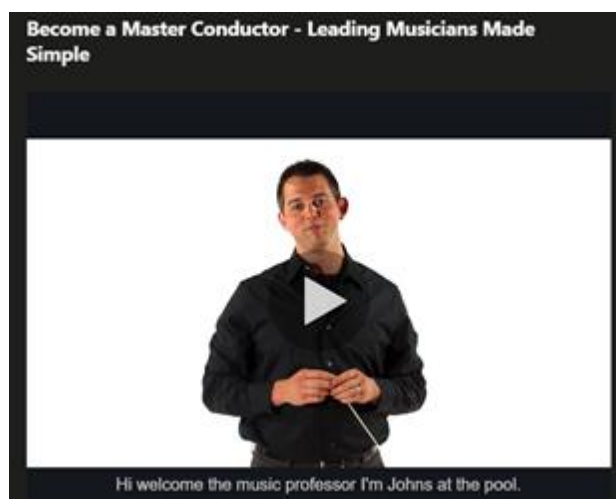 Become a Master Conductor - Leading Musicians Made
Simple
Hi welcome the music professor I'm Johns at the pool.